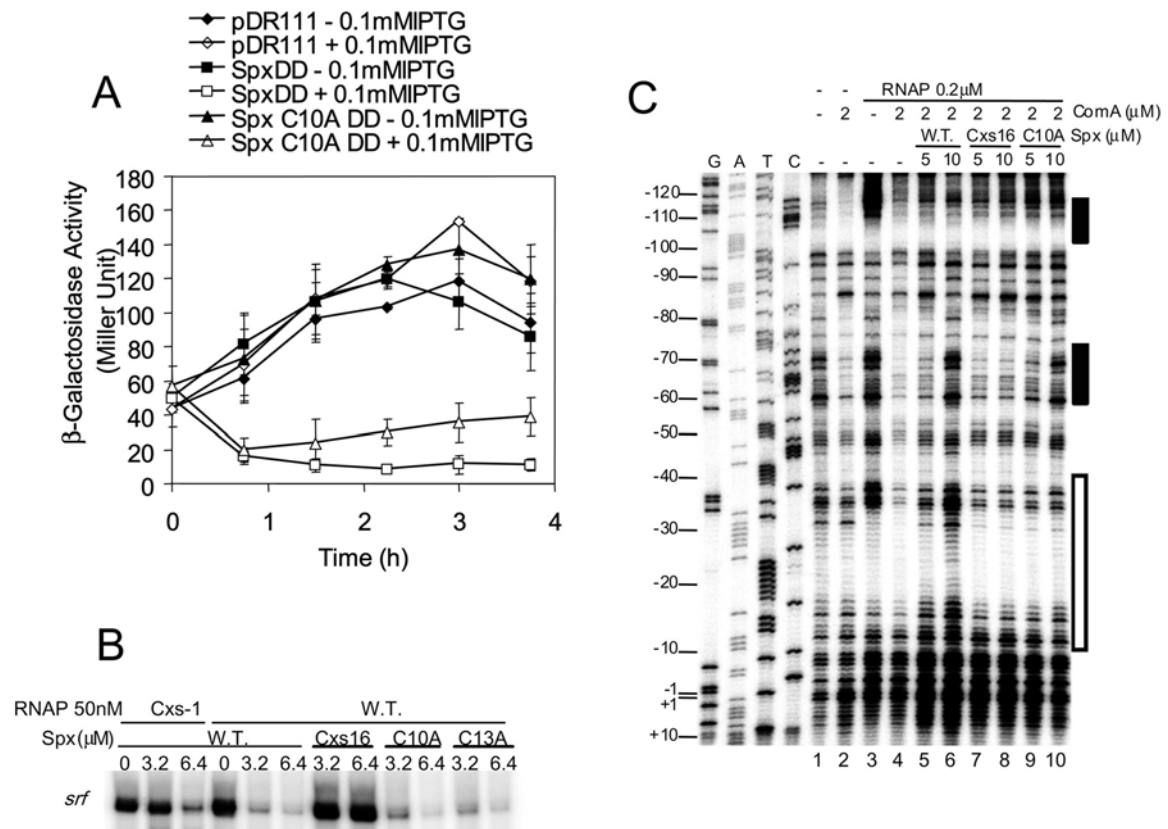 A
pDR111 - 0.1mMIPTG
pDR111 + 0.1mMIPTG
SpxDD - 0.1mMIPTG
SpxDD + 0.1mMIPTG
Spx C10A DD - 0.1mMIPTG
Spx C10A DD + 0.1mMIPTG
β-Galactosidase Activity
(Miller Unit)
180
160
140
120
100
80
60
40
20
0
0 1 2 3 4
Time (h)
B
RNAP 50nM Cxs-1 W.T.
Spx(μM) W.T. Cxs16 C10A C13A
0 3.2 6.4 0 3.2 6.4 3.2 6.4 3.2 6.4 3.2 6.4
srf
C
- - RNAP 0.2μM
- 2 - 2 2 2 2 2 2 2 ComA (μM)
W.T. Cxs16 C10A Spx (μM)
G A T C - - - - 5 10 5 10 5 10
-120
-110
-100
-90
-80
-70
-60
-50
-40
-30
-20
-10
-1
+1
+10
1 2 3 4 5 6 7 8 9 10